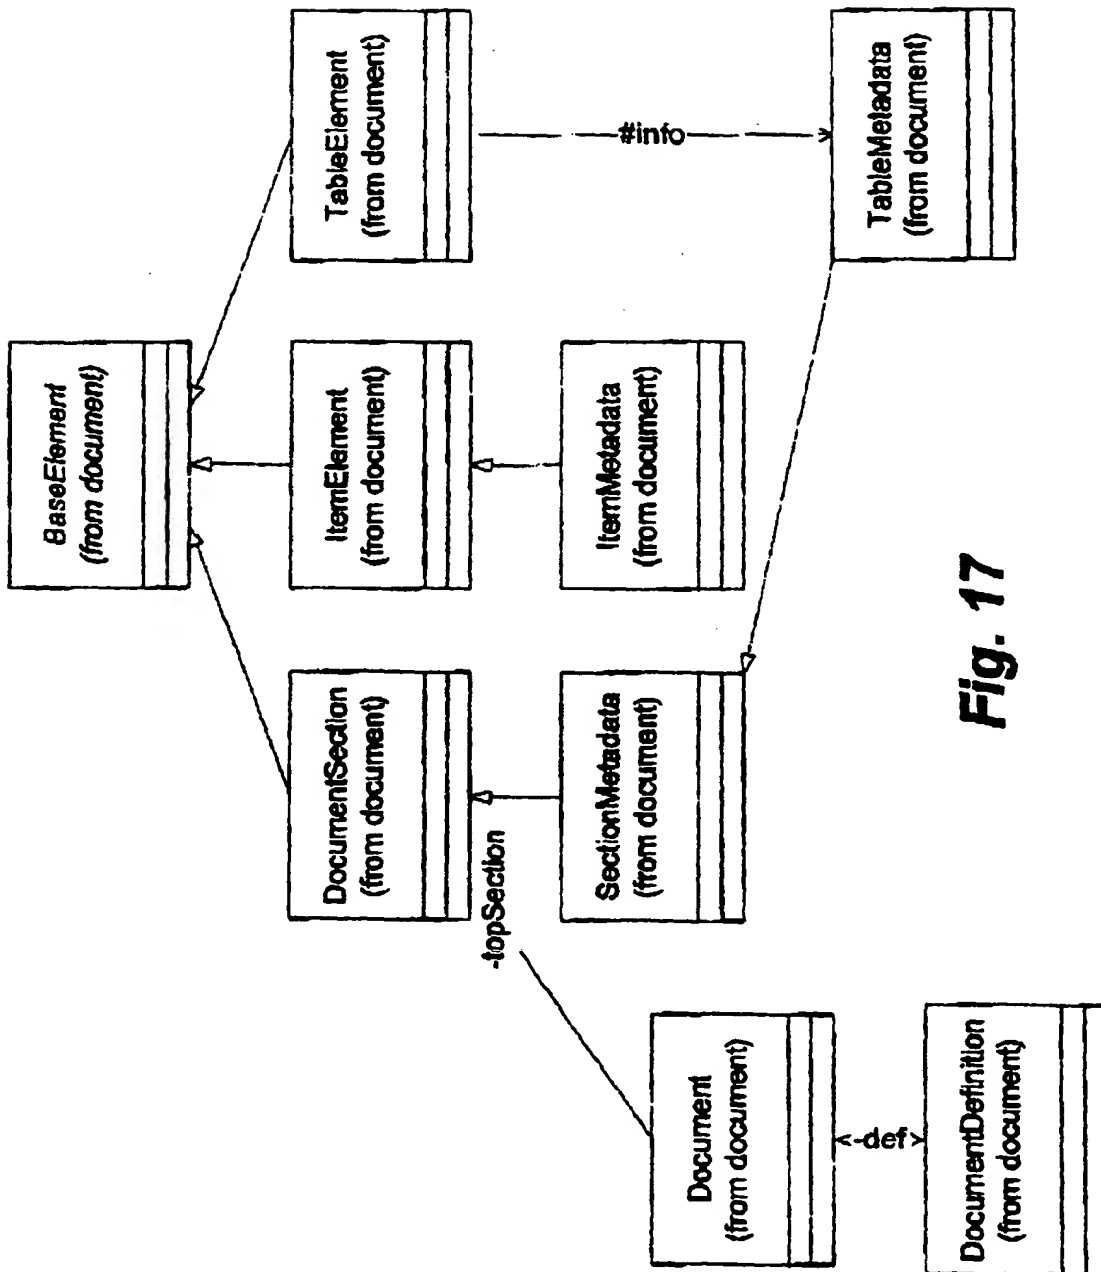 BaseElement
(from document)
DocumentSection
(from document)
ItemElement
(from document)
TableElement
(from document)
-topSection
#info
SectionMetadata
(from document)
ItemMetadata
(from document)
TableMetadata
(from document)
Document
(from document)
-def
DocumentDefinition
(from document)
Fig. 17